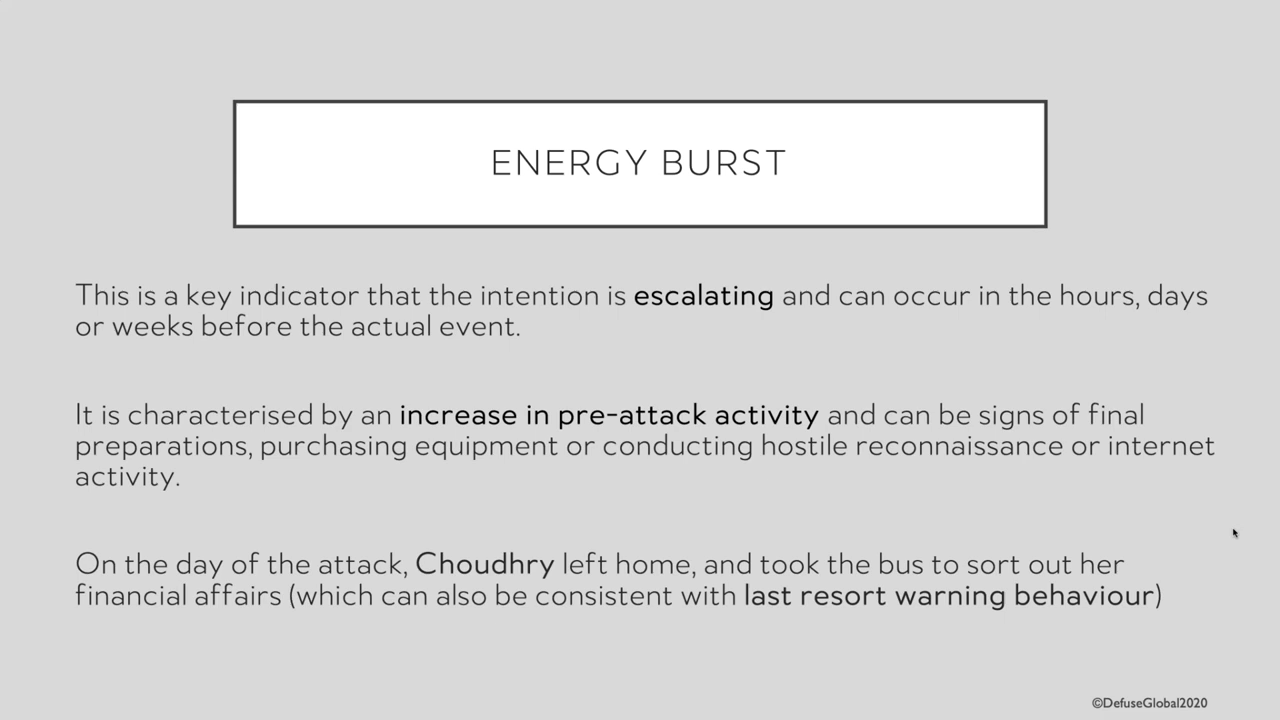 ENERGY BURST
This is a key indicator that the intention is escalating and can occur in the hours, days
or weeks before the actual event.
It is characterised by an increase in pre-attack activity and can be signs of final
preparations, purchasing equipment or conducting hostile reconnaissance or internet
activity.
On the day of the attack, Choudhry left home, and took the bus to sort out her
financial affairs (which can also be consistent with last resort warning behaviour)
©DefuseGlobal2020